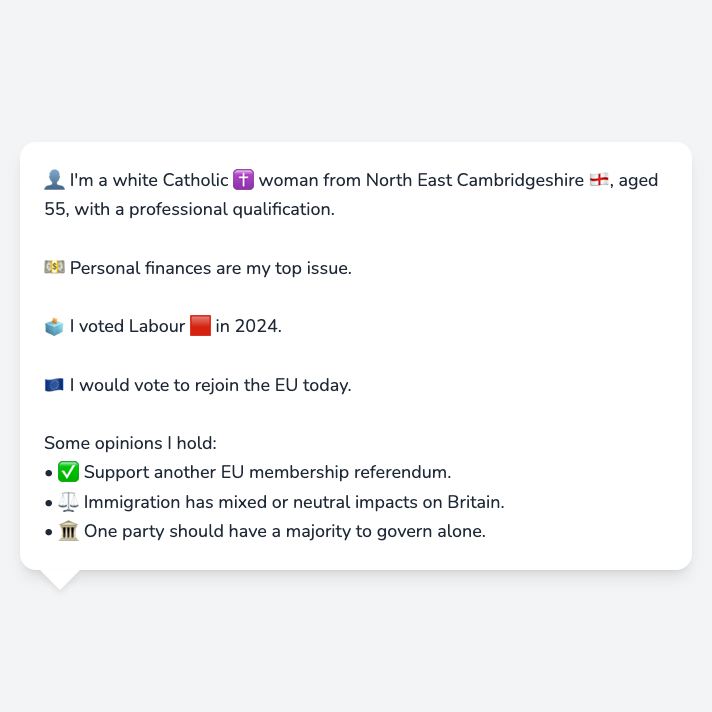 👤 I'm a white Catholic ✝️ woman from North East Cambridgeshire 🏴󠁧󠁢󠁥󠁮󠁧󠁿, aged
55, with a professional qualification.
💵 Personal finances are my top issue.
🗳️ I voted Labour 🟥 in 2024.
🇪🇺 I would vote to rejoin the EU today.
Some opinions I hold:
• ✅ Support another EU membership referendum.
• ⚖️ Immigration has mixed or neutral impacts on Britain.
• 🏛️ One party should have a majority to govern alone.